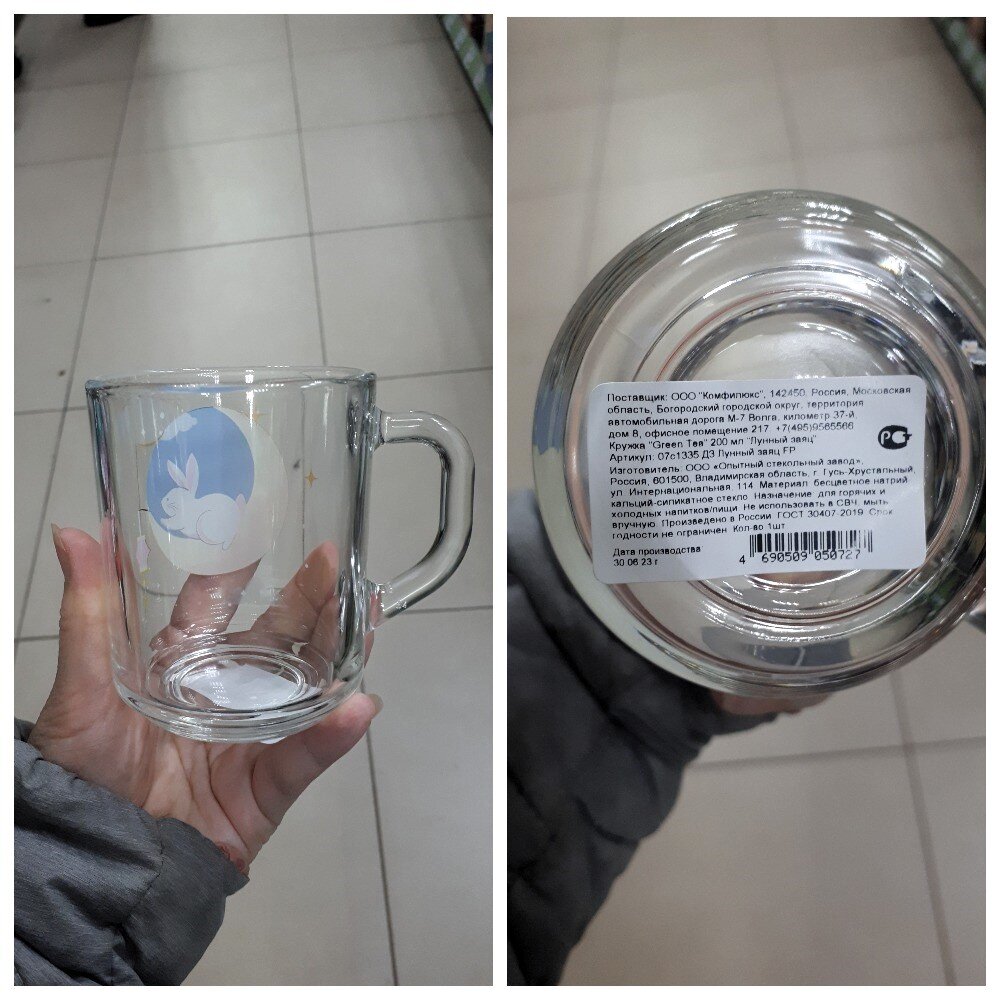 Поставщик: ООО "Комфилюкс", 142450, Россия, Московская
область, Богородский городской округ, территория
автомобильная дорога М-7 Волга, километр 37-й,
дом 8, офисное помещение 217 +7(495)9565566
Кружка "Green Tea" 200 мл "Лунный заяц"
Артикул: 07с1335 ДЗ Лунный заяц FP
Изготовитель: ООО «Опытный стекольный завод»,
Россия, 601500, Владимирская область, г. Гусь-Хрустальный,
ул. Интернациональная, 114. Материал: бесцветное натрий
кальций-силикатное стекло. Назначение: для горячих и
холодных напитков/пищи. Не использовать в СВЧ, мыть
вручную. Произведено в России. ГОСТ 30407-2019. Срок
годности не ограничен. Кол-во 1шт.
Дата производства
30 06 23 г
4 690509 050727
РСТ